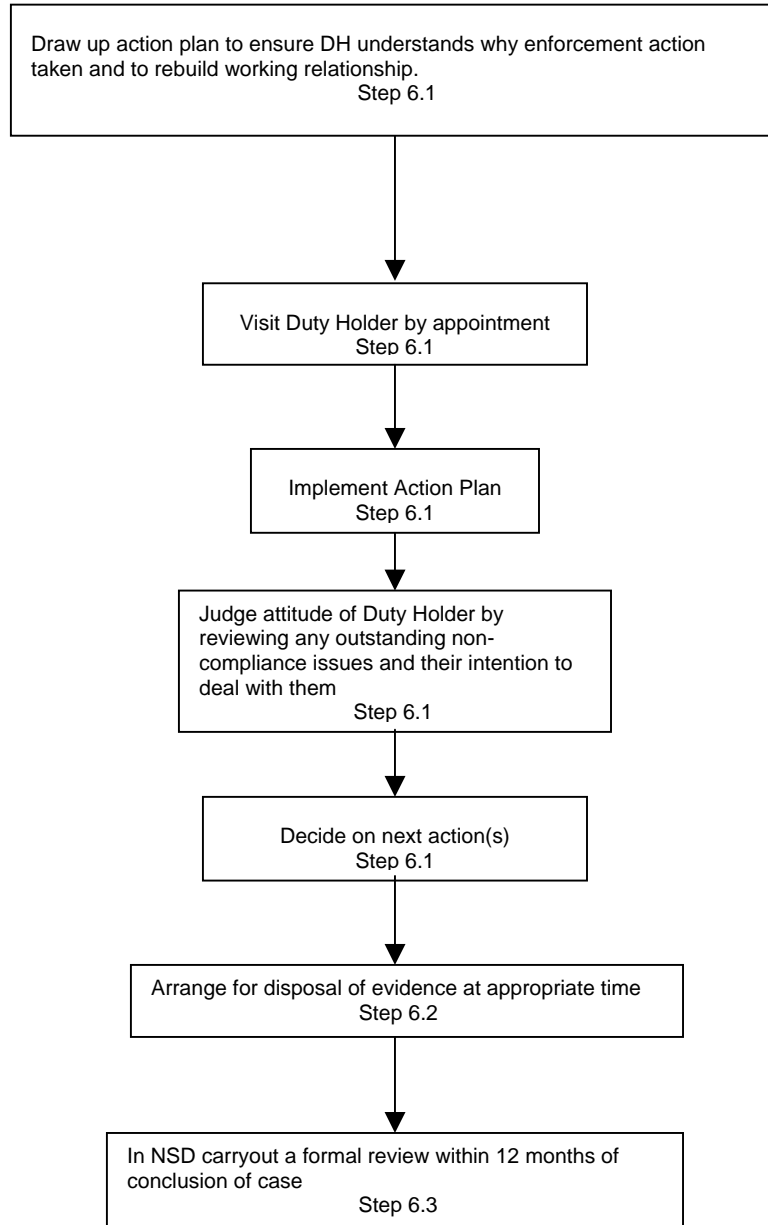 Draw up action plan to ensure DH understands why enforcement action
taken and to rebuild working relationship.
Step 6.1
Visit Duty Holder by appointment
Step 6.1
Implement Action Plan
Step 6.1
Judge attitude of Duty Holder by
reviewing any outstanding non-
compliance issues and their intention to
deal with them
Step 6.1
Decide on next action(s)
Step 6.1
Arrange for disposal of evidence at appropriate time
Step 6.2
In NSD carryout a formal review within 12 months of
conclusion of case
Step 6.3